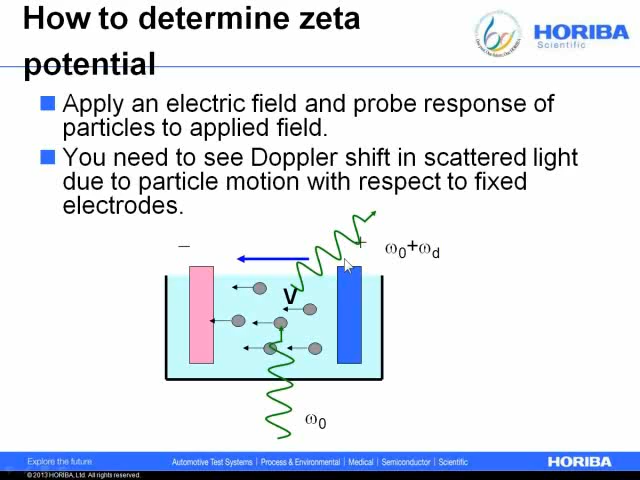 How to determine zeta
potential
HORIBA
Scientific
Apply an electric field and probe response of
particles to applied field.
You need to see Doppler shift in scattered light
due to particle motion with respect to fixed
electrodes.
− + ω0+ωd
V
ω0
Explore the future
Automotive Test Systems | Process & Environmental | Medical | Semiconductor | Scientific
HORIBA
© 2013 HORIBA, Ltd. All rights reserved.